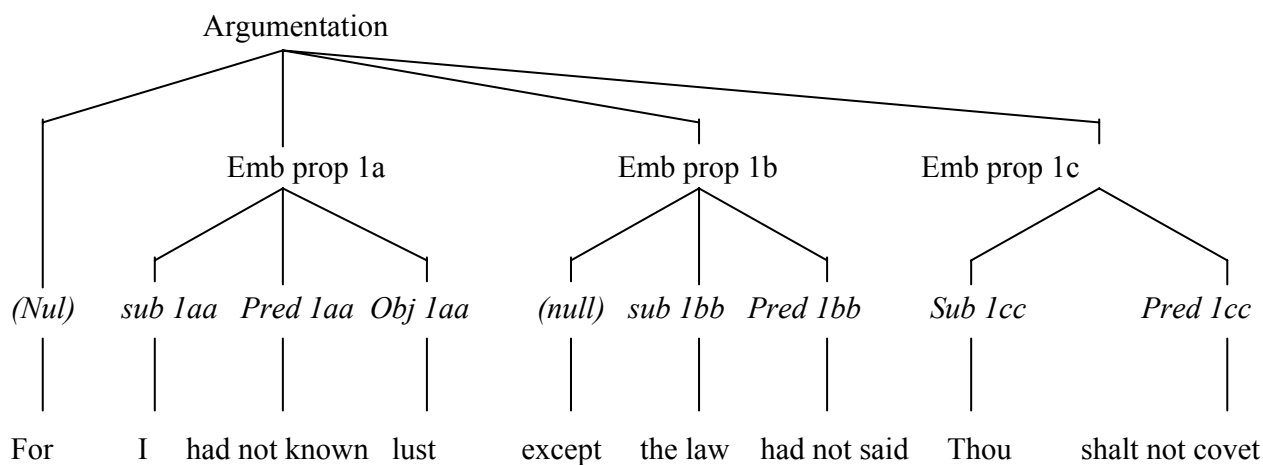 Argumentation
Emb prop 1a Emb prop 1b Emb prop 1c
(Nul) sub 1aa Pred 1aa Obj 1aa (null) sub 1bb Pred 1bb Sub 1cc Pred 1cc
For I had not known lust except the law had not said Thou shalt not covet